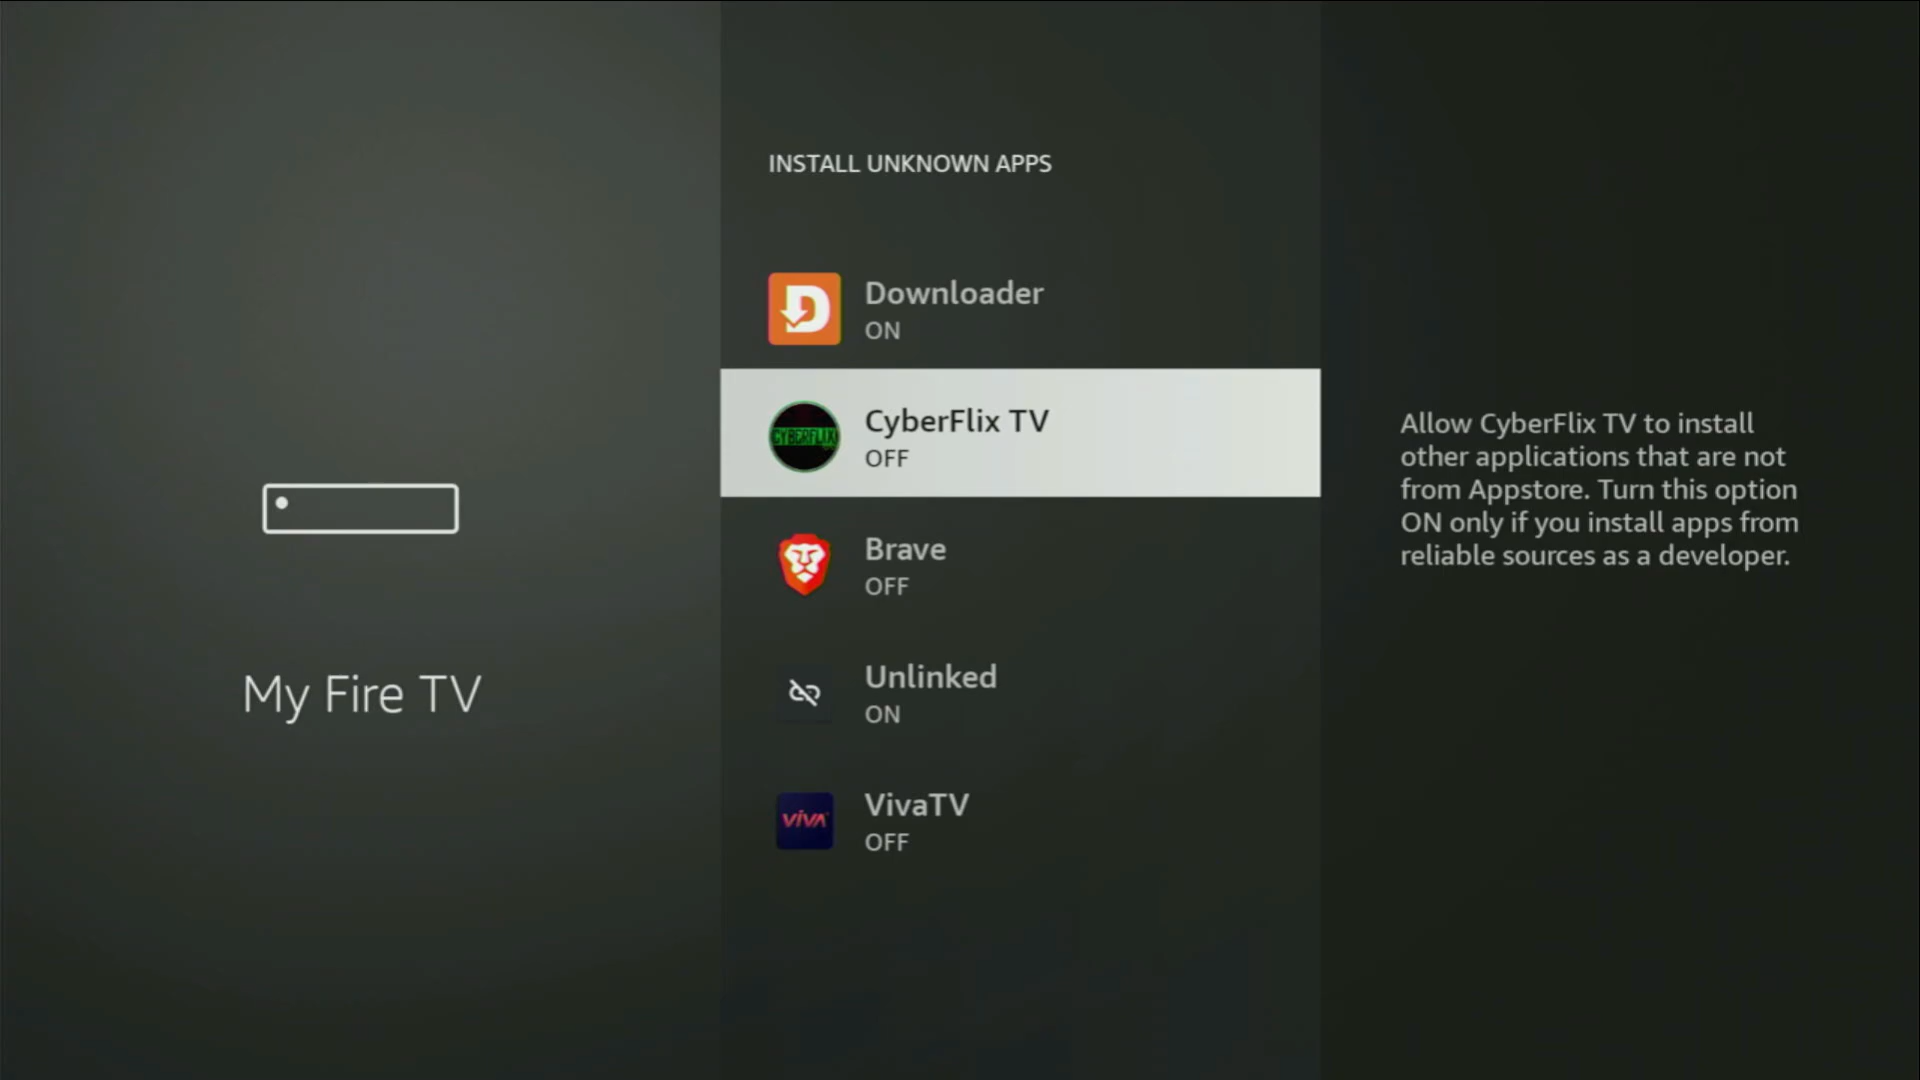 INSTALL UNKNOWN APPS
Downloader
ON
CYBERFLIX
CyberFlix TV
OFF
Brave
OFF
Unlinked
ON
VIVA
VivaTV
OFF
My Fire TV
Allow CyberFlix TV to install
other applications that are not
from Appstore. Turn this option
ON only if you install apps from
reliable sources as a developer.